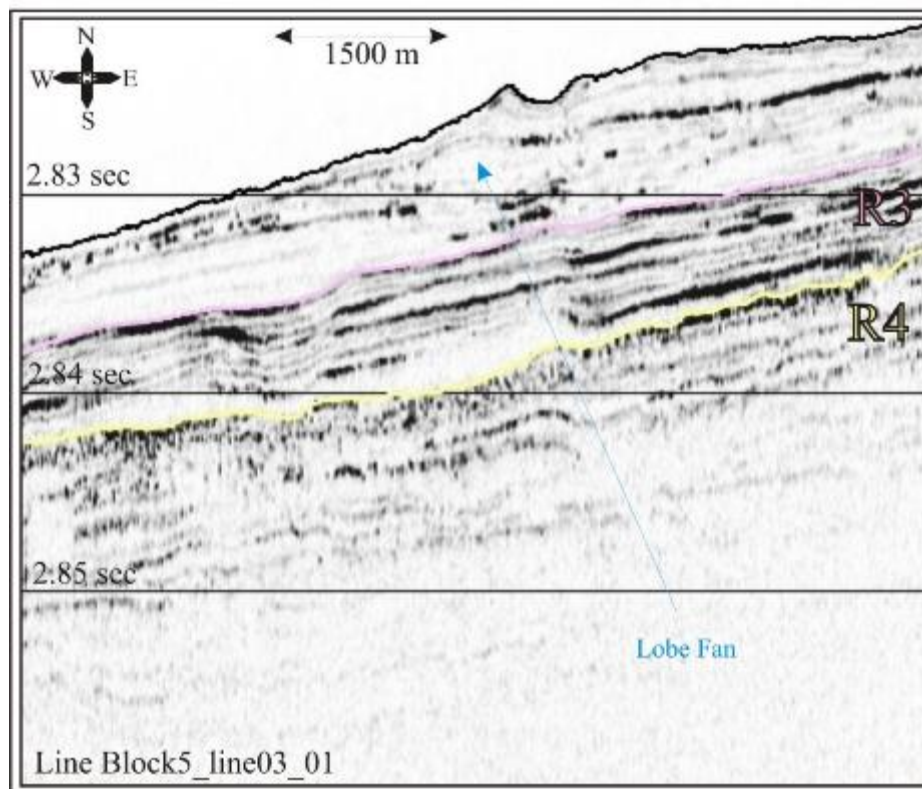 N
1500 m
W E
S
2.83 sec
R3
R4
2.84 sec
2.85 sec
Lobe Fan
Line Block5_line03_01